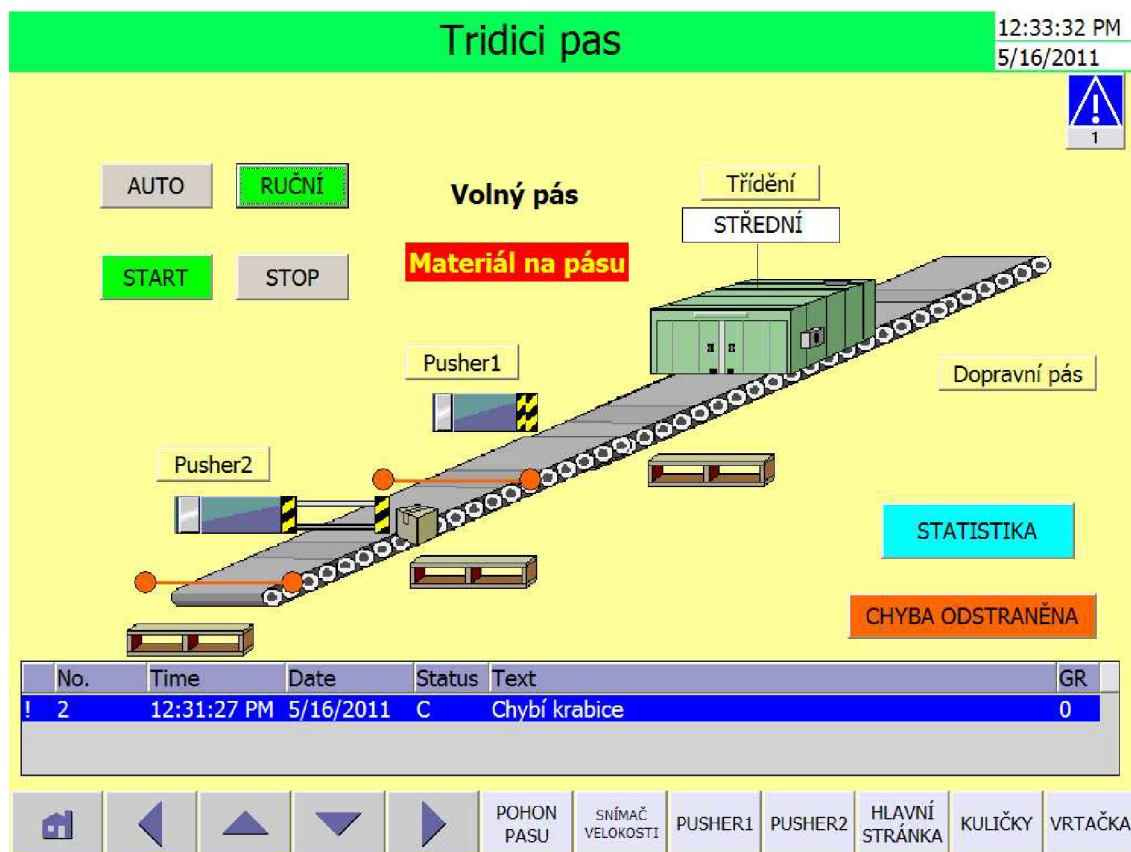 Tridici pas
12:33:32 PM
5/16/2011
1
AUTO
RUČNÍ
Volný pás
Třídění
STŘEDNÍ
START
STOP
Materiál na pásu
Pusher1
Dopravní pás
Pusher2
STATISTIKA
CHYBA ODSTRANĚNA
No. Time Date Status Text GR
! 2 12:31:27 PM 5/16/2011 C Chybí krabice 0
POHON
PASU
SNÍMAČ
VELOKOSTI
PUSHER1
PUSHER2
HLAVNÍ
STRÁNKA
KULIČKY
VRTAČKA